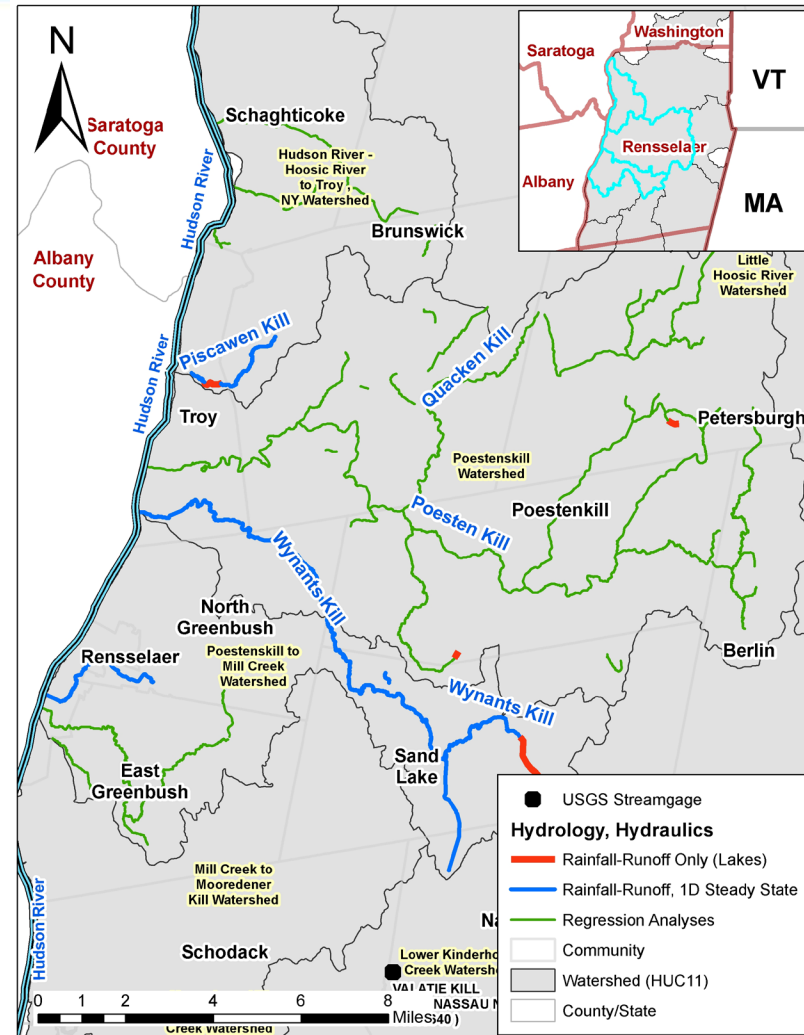 N
Saratoga
County
Albany
County
Hudson River
Hudson River
Hudson River
Schaghticoke
Hudson River -
Hoosic River
to Troy ,
NY Watershed
Brunswick
Washington
Saratoga
VT
Rensselaer
Albany
MA
Little
Hoosic River
Watershed
Piscawen Kill
Quacken Kill
Troy
Petersburgh
Poestenskill
Watershed
Poesten Kill
Poestenkill
Wynants Kill
North
Greenbush
Rensselaer
Poestenskill to
Mill Creek
Watershed
Berlin
Wynants Kill
Sand
Lake
East
Greenbush
Mill Creek to
Mooredener
Kill Watershed
Schodack
Lower Kinderho
Creek Watersh
VALATIE KILL
NASSAU N
640 )
Creek Watershed
0 1 2 4 6 8
Miles
USGS Streamgage
Hydrology, Hydraulics
Rainfall-Runoff Only (Lakes)
Rainfall-Runoff, 1D Steady State
Regression Analyses
Community
Watershed (HUC11)
County/State